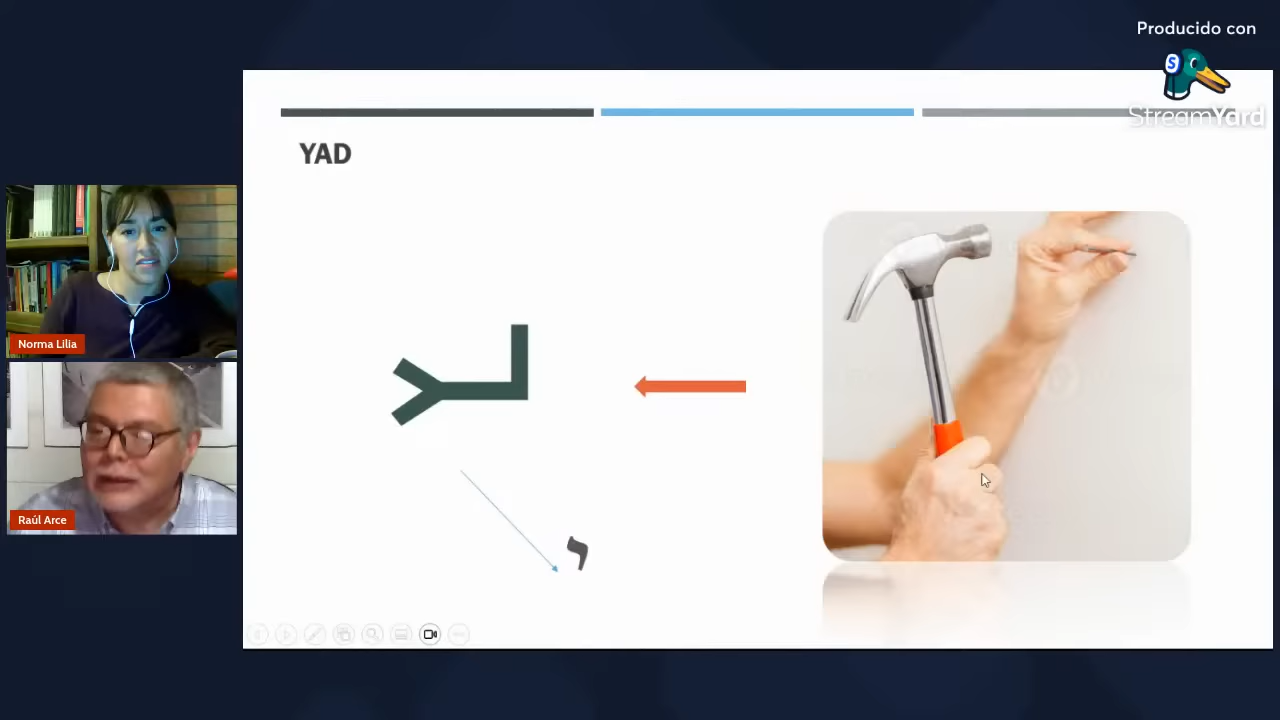 Producido con
S
StreamYard
YAD
Norma Lilia
Raúl Arce
י